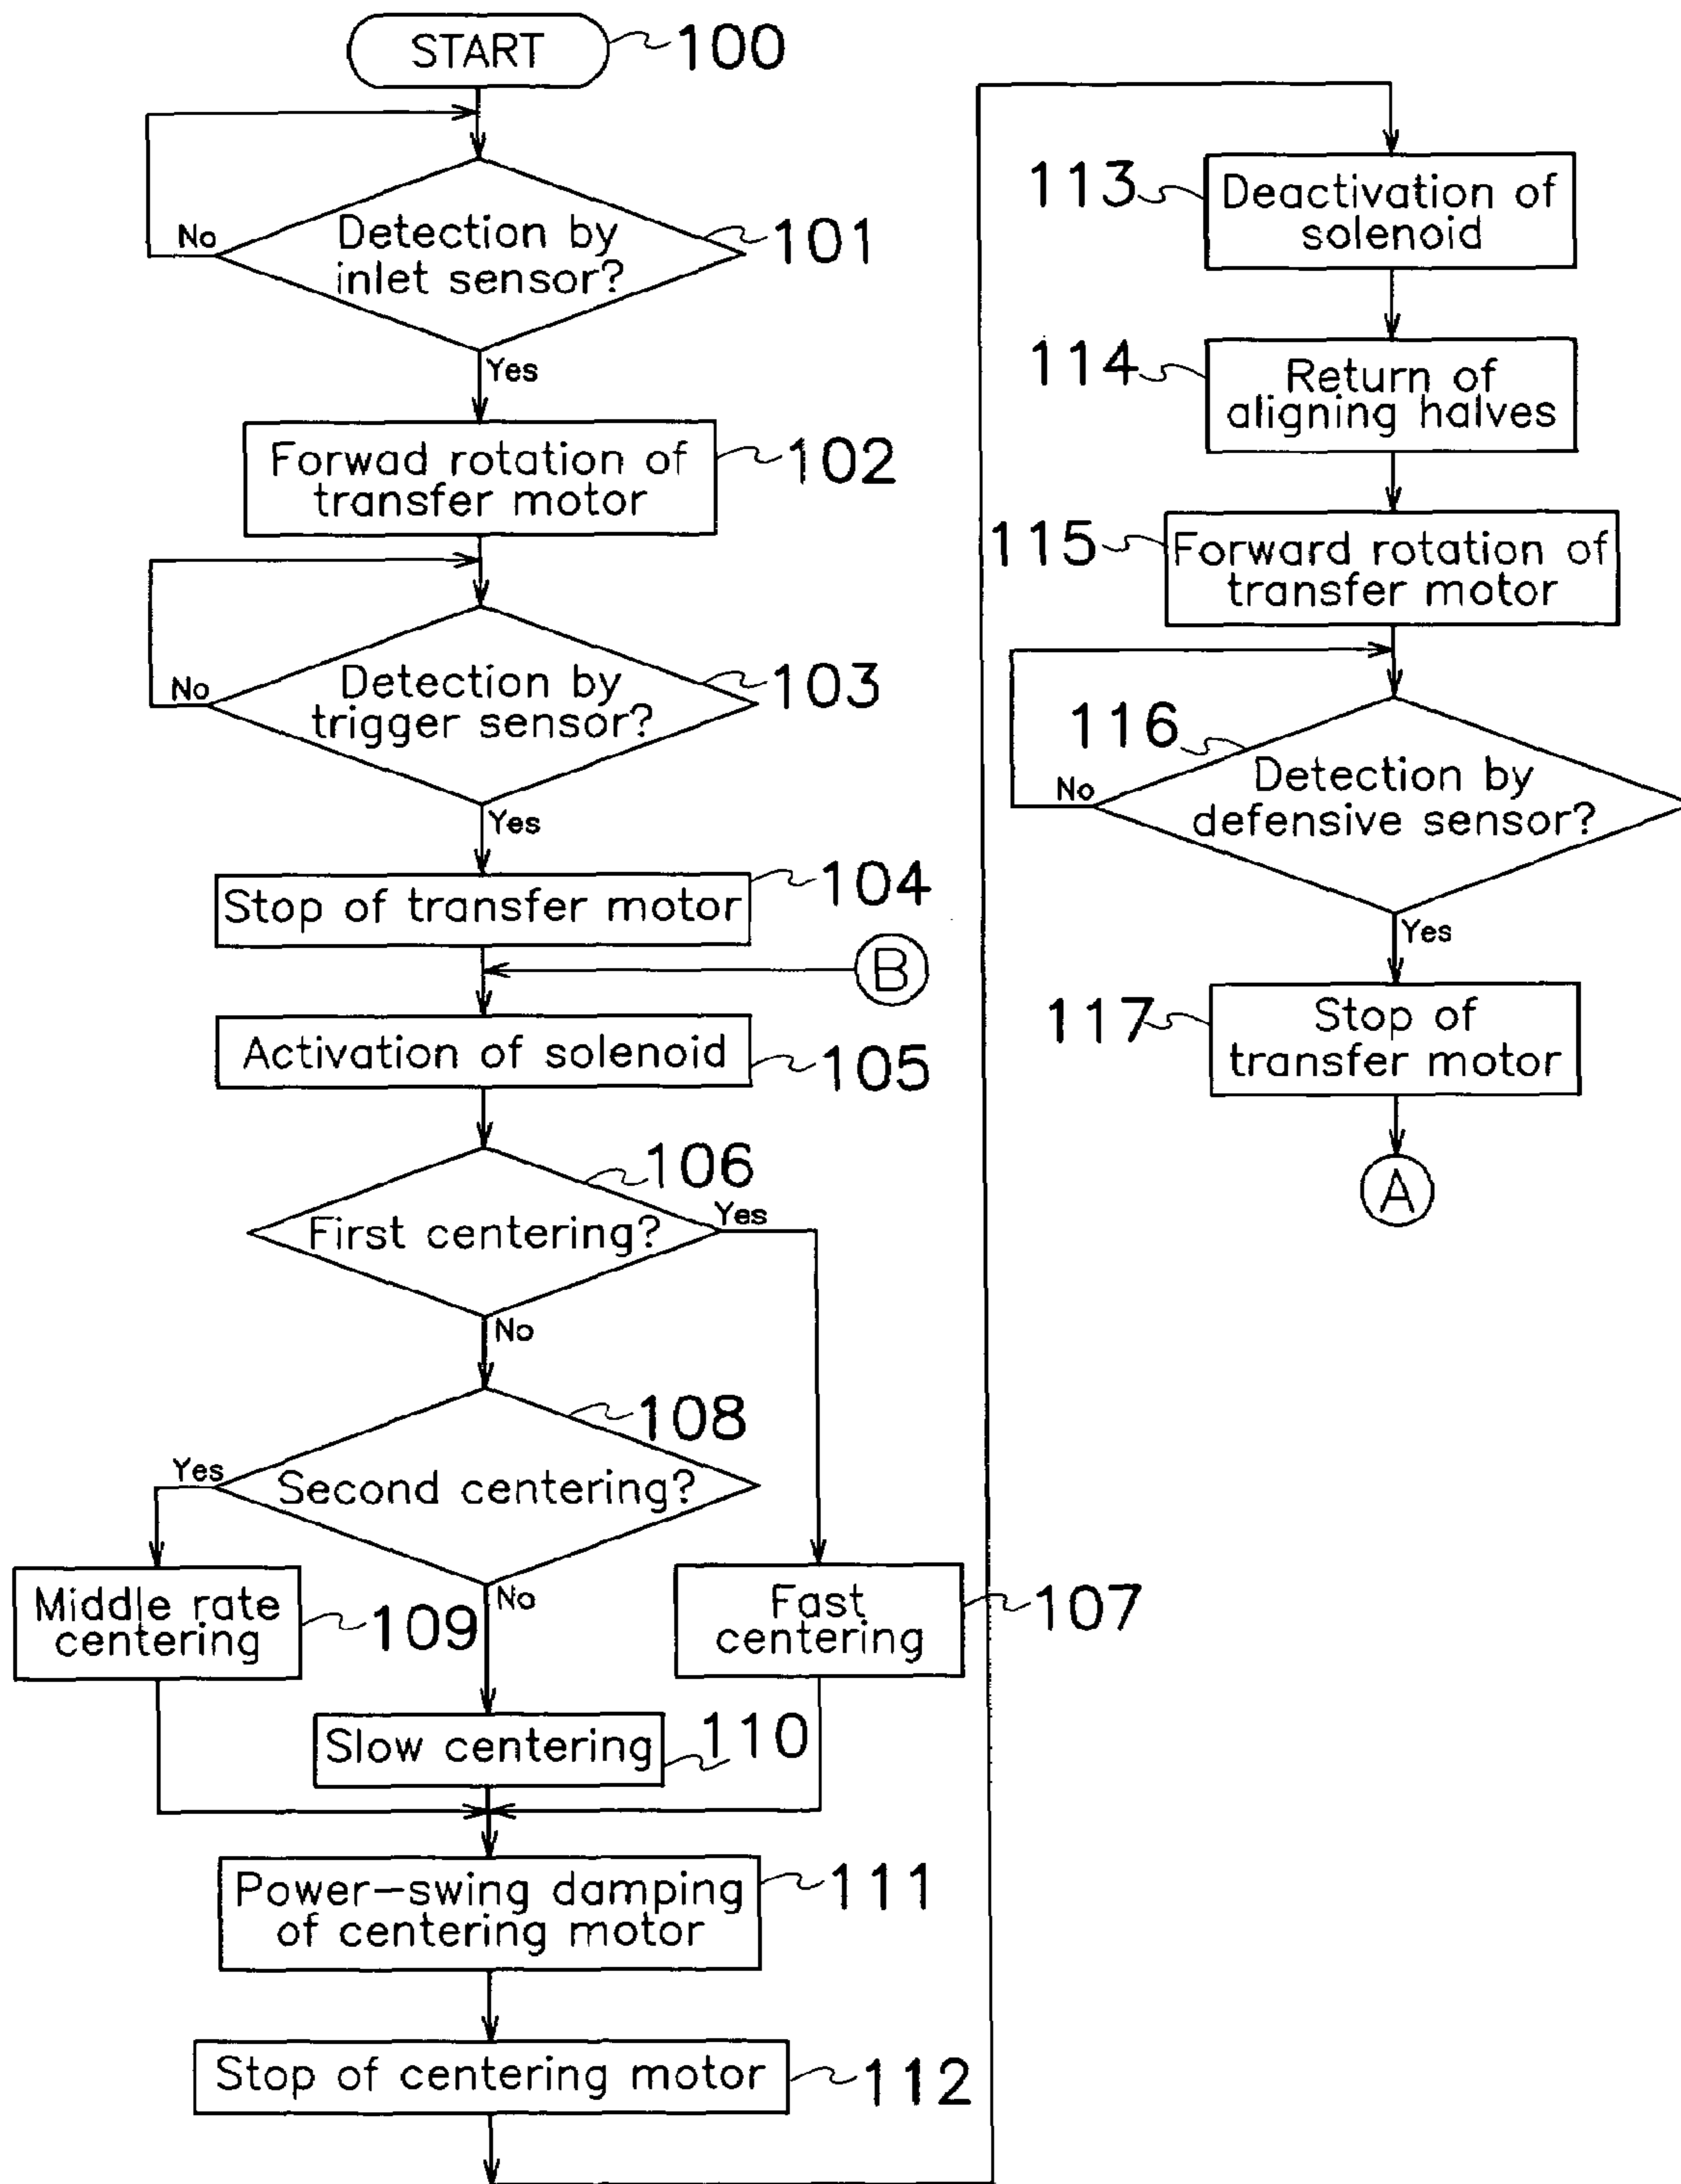 START
100
No
Detection by
inlet sensor?
101
Yes
Forwad rotation of
transfer motor
102
No
Detection by
trigger sensor?
103
Yes
Stop of transfer motor
104
B
Activation of solenoid
105
106
First centering?
Yes
No
108
Yes
Second centering?
No
Middle rate
centering
109
Fast
centering
107
Slow centering
110
Power-swing damping
of centering motor
111
Stop of centering motor
112
113
Deactivation of
solenoid
114
Return of
aligning halves
115
Forward rotation of
transfer motor
116
No
Detection by
defensive sensor?
Yes
117
Stop of
transfer motor
A